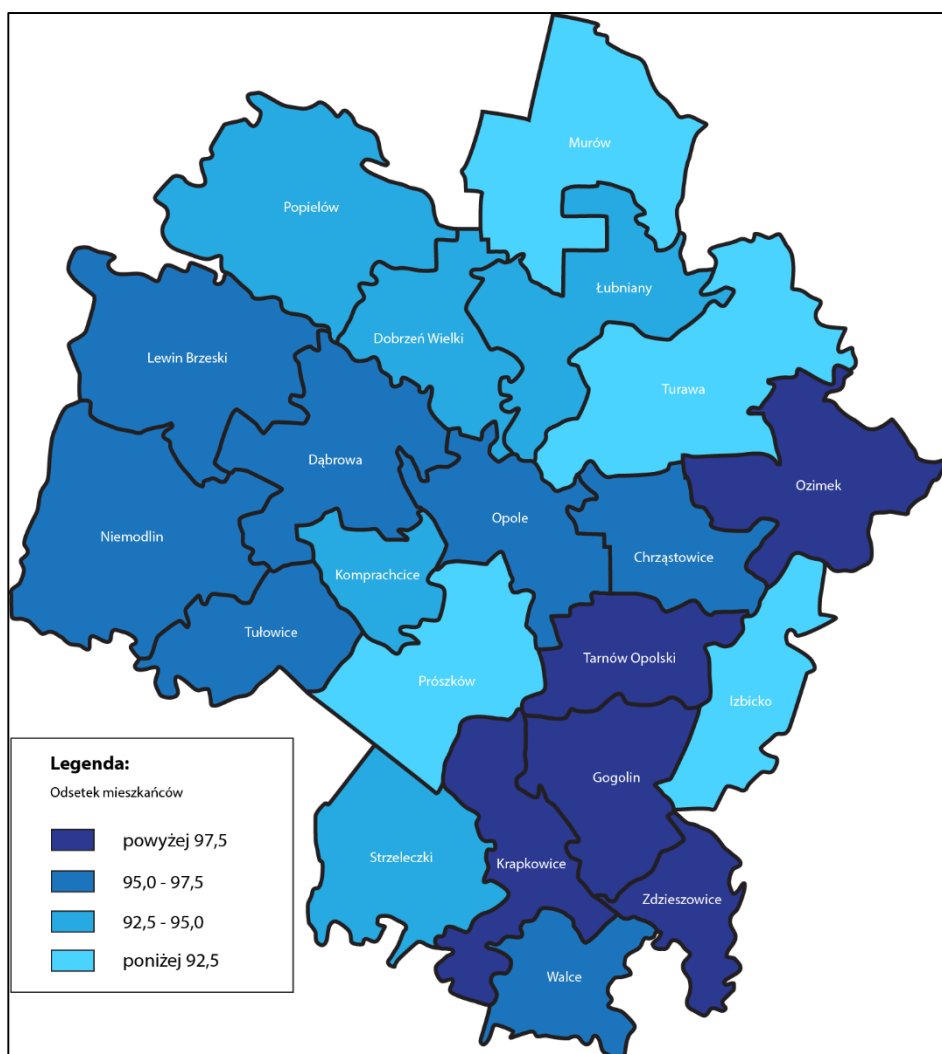 Murów
Popielów
Łubniany
Dobrzeń Wielki
Lewin Brzeski
Turawa
Dąbrowa
Ozimek
Opole
Niemodlin
Chrząstowice
Komprachcice
Tułowice
Tarnów Opolski
Prószków
Izbicko
Gogolin
Strzeleczki
Krapkowice
Zdzieszowice
Walce
Legenda:
Odsetek mieszkańców
powyżej 97,5
95,0 - 97,5
92,5 - 95,0
poniżej 92,5